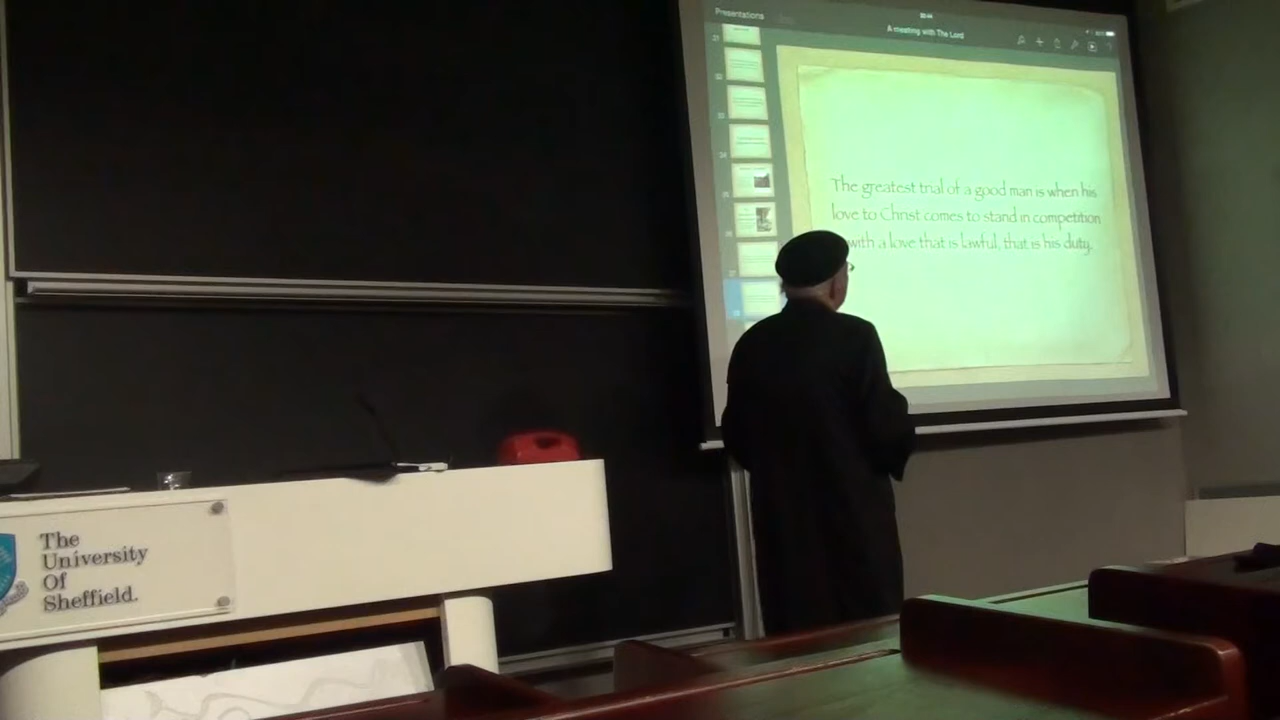 Presentations
A meeting with The Lord
The greatest trial of a good man is when his
love to Christ comes to stand in competition
with a love that is lawful, that is his duty.
The
University
Of
Sheffield.